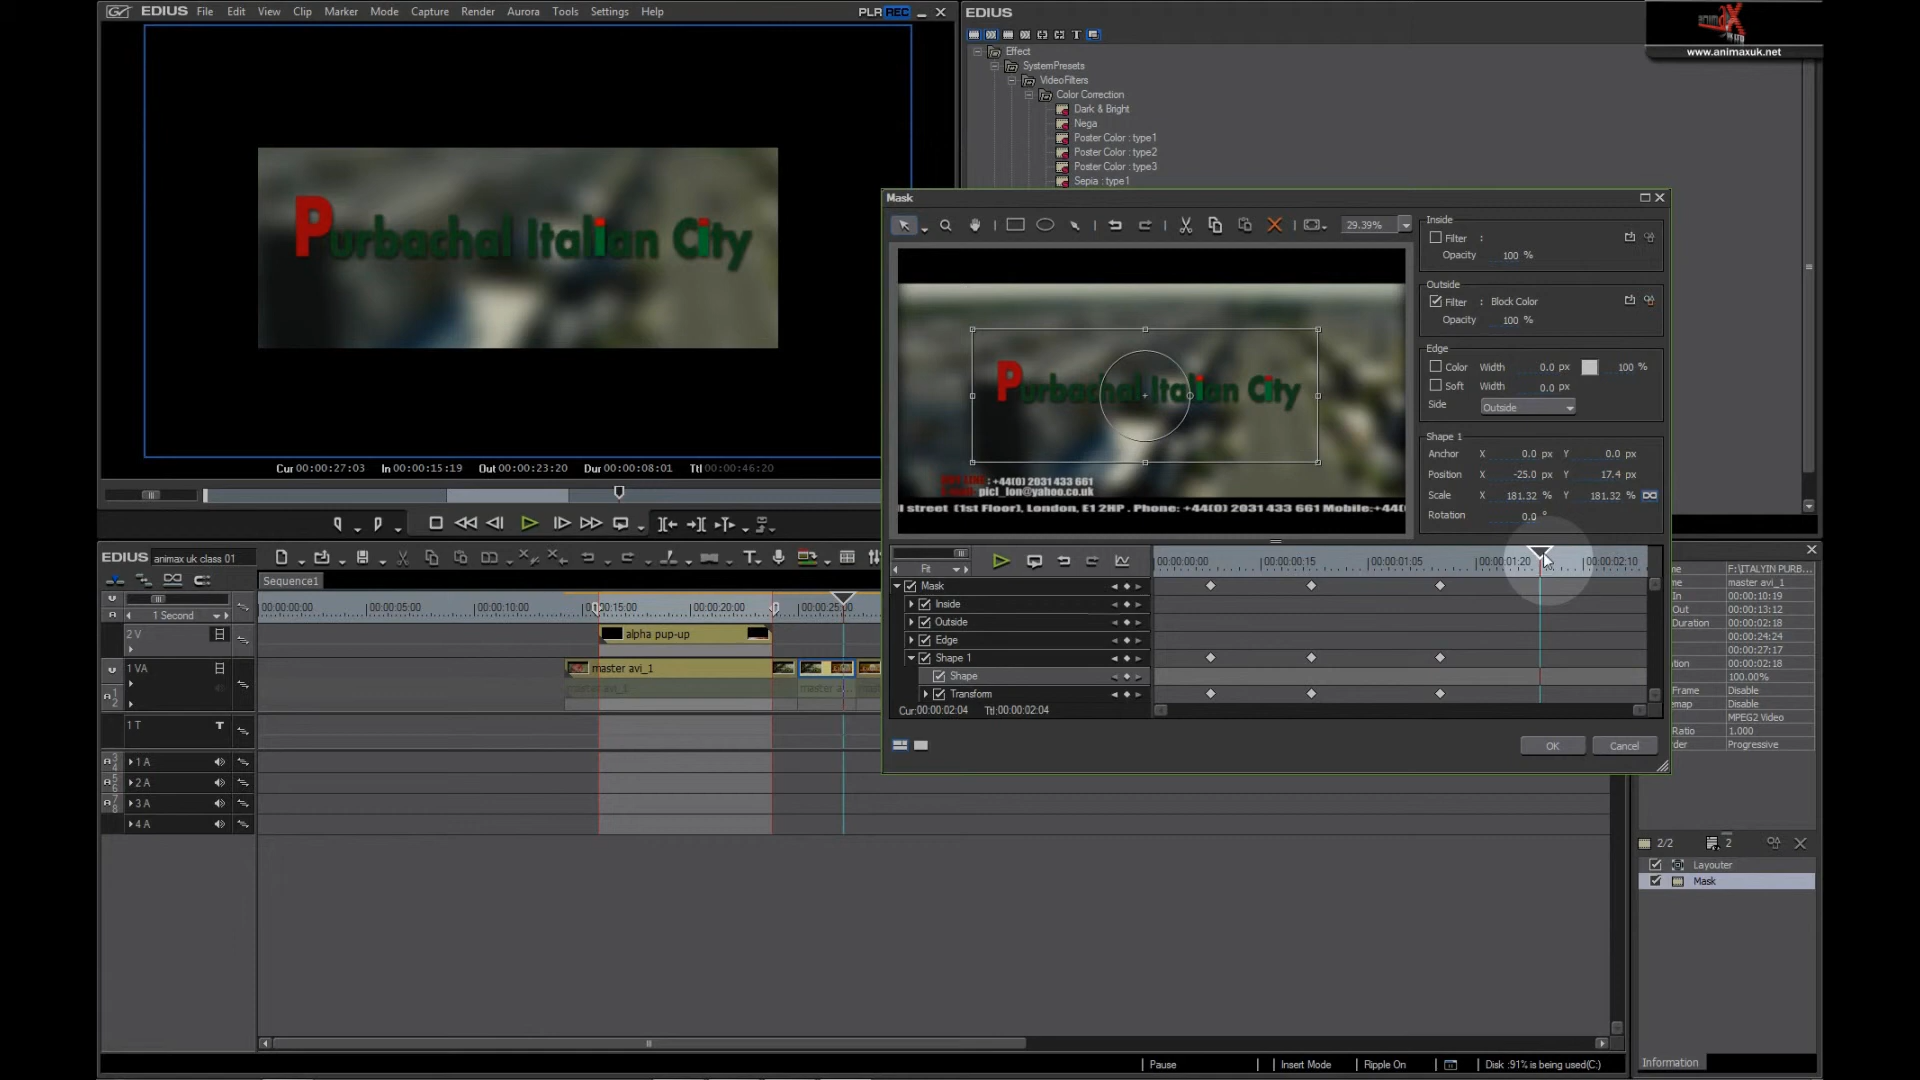 EDIUS File Edit View Clip Marker Mode Capture Render Aurora Tools Settings Help PLR REC
EDIUS
www.animaxuk.net
Effect
SystemPresets
VideoFilters
Color Correction
Dark & Bright
Nega
Poster Color : type1
Poster Color : type2
Poster Color : type3
Sepia : type1
Purbachal Italian City
Cur 00:00:27:03 In 00:00:15:19 Out 00:00:23:20 Dur 00:00:08:01 Ttl 00:00:46:20
Mask
29.39%
Purbachal Italian City
: +44(0) 2031 433 661
picl_lon@yahoo.co.uk
ll street (1st Floor), London, E1 2HP . Phone: +44(0) 2031 433 661 Mobile:+44(
Inside
Filter :
Opacity 100 %
Outside
Filter : Block Color
Opacity 100 %
Edge
Color Width 0.0 px 100 %
Soft Width 0.0 px
Side Outside
Shape 1
Anchor X 0.0 px Y 0.0 px
Position X -25.0 px Y 17.4 px
Scale X 181.32 % Y 181.32 %
Rotation 0.0 °
Fit
00:00:00:00 00:00:00:15 00:00:01:05 00:00:01:20 00:00:02:10
Mask
Inside
Outside
Edge
Shape 1
Shape
Transform
Cur:00:00:02:04 Ttl:00:00:02:04
OK Cancel
EDIUS animax uk class 01
Sequence1
1 Second
00:00:00:00 00:00:05:00 00:00:10:00 00:00:15:00 00:00:20:00 00:00:25:00
2 V alpha pup-up
1 VA master avi_1
1 T T
1 A
2 A
3 A
4 A
F:\ITALYIN PURB...
master avi_1
In 00:00:10:19
Out 00:00:13:12
Duration 00:00:02:18
00:00:24:24
00:00:27:17
00:00:02:18
100.00%
Frame Disable
Disable
MPEG2 Video
Ratio 1.000
Progressive
2/2 2
Layouter
Mask
Information
Pause Insert Mode Ripple On Disk :91% is being used(C:)